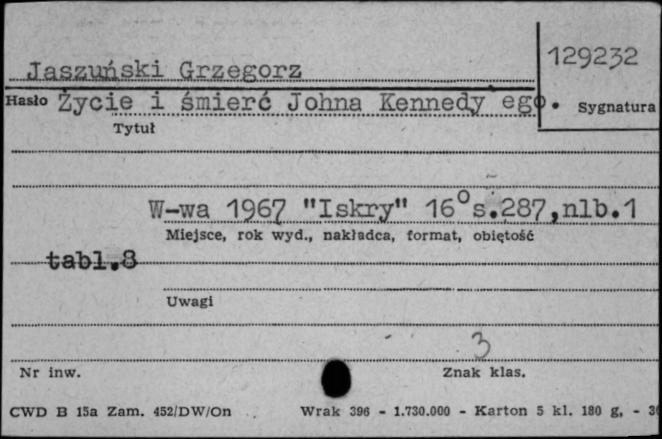 129232
Jaszuński Grzegorz
Hasło Życie i śmierć Johna Kennedy ego. Sygnatura
Tytuł
W-wa 1967 "Iskry" 16° s.287,nlb.1
Miejsce, rok wyd., nakładca, format, objętość
tabl.8
Uwagi
3
Nr inw. Znak klas.
CWD B 15a Zam. 452/DW/On Wrak 396 - 1.730.000 - Karton 5 kl. 180 g, -